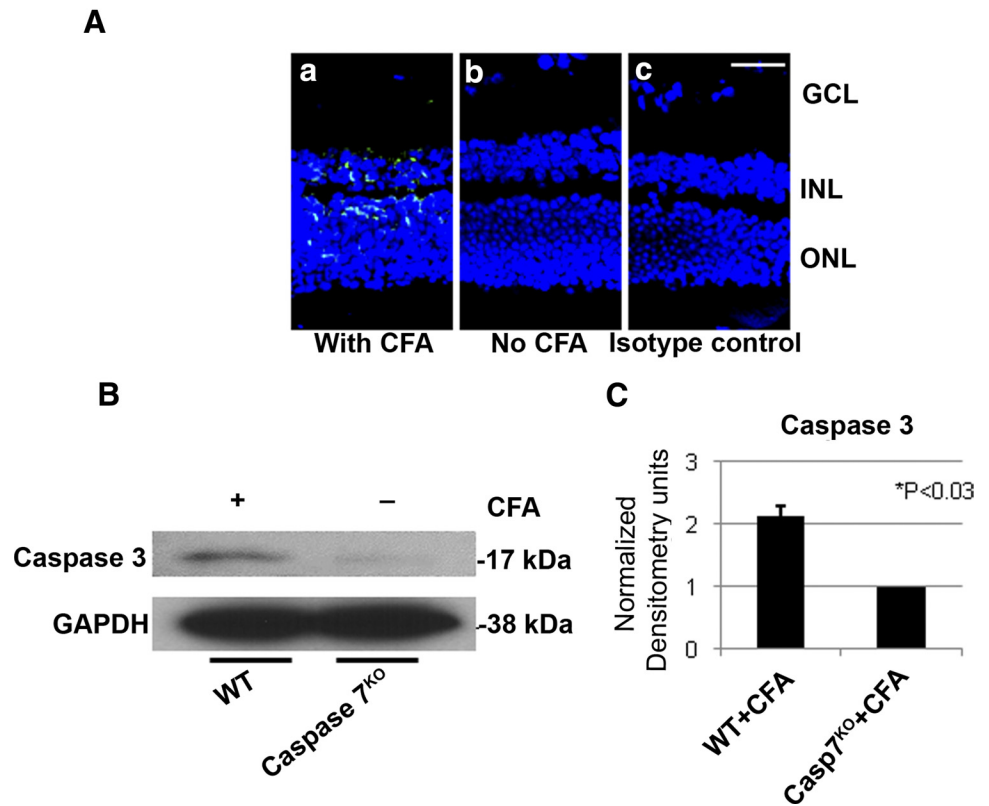 A
a
b
c
GCL
INL
ONL
With CFA
No CFA
Isotype control
B
+
–
CFA
Caspase 3
-17 kDa
GAPDH
-38 kDa
WT
Caspase 7ᴷᴼ
C
Caspase 3
Normalized
Densitometry units
3
2
1
0
*P<0.03
WT+CFA
Casp7ᴷᴼ+CFA